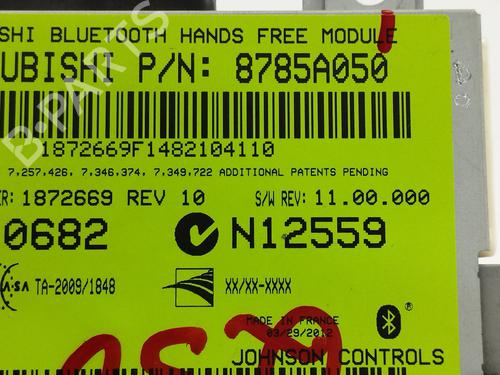 SHI BLUETOOTH HANDS FREE MODULE
UBISHI P/N: 8785A050
1872669F1482104110
7,257,426, 7,346,374, 7,349,722 ADDITIONAL PATENTS PENDING
ER: 1872669 REV 10 S/W REV: 11.00.000
0682 N12559
TA-2009/1848 XX/XX-XXXX
MADE IN FRANCE
03/29/2012
JOHNSON CONTROLS
B-PARTS